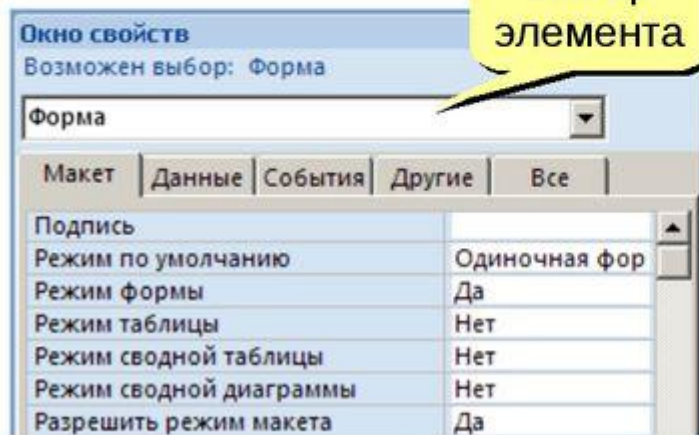 элемента
Окно свойств
Возможен выбор: Форма
Форма
Макет Данные События Другие Все
Подпись
Режим по умолчанию Одиночная фор
Режим формы Да
Режим таблицы Нет
Режим сводной таблицы Нет
Режим сводной диаграммы Нет
Разрешить режим макета Да